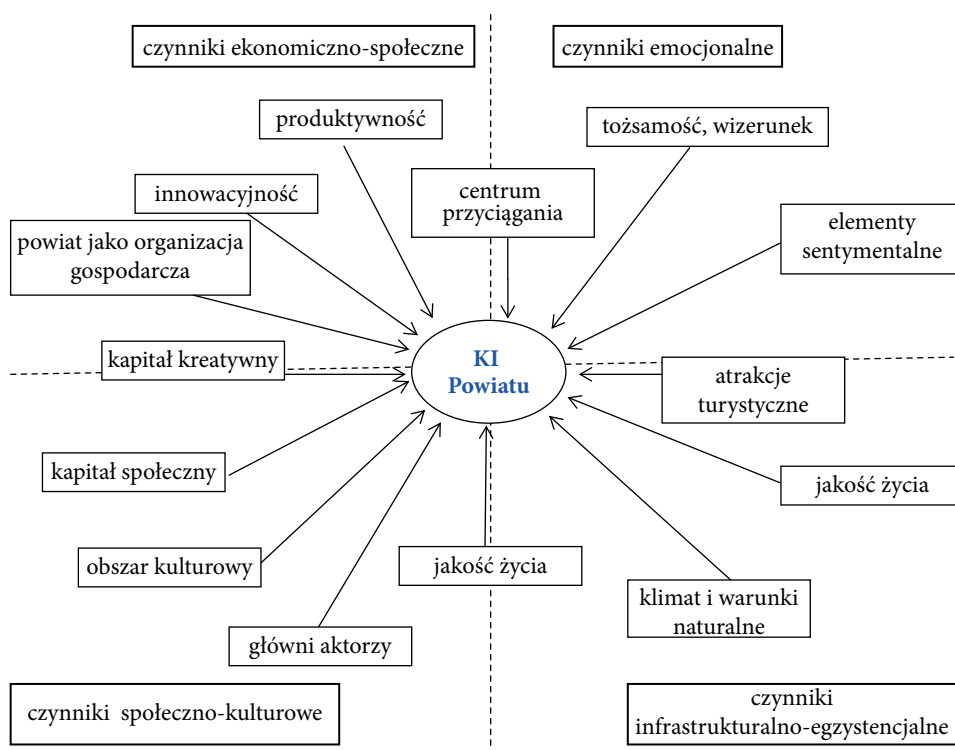 czynniki ekonomiczno-społeczne
czynniki emocjonalne
produktywność
tożsamość, wizerunek
innowacyjność
centrum
przyciągania
elementy
sentymentalne
powiat jako organizacja
gospodarcza
KI
Powiatu
kapitał kreatywny
atrakcje
turystyczne
kapitał społeczny
jakość życia
obszar kulturowy
jakość życia
klimat i warunki
naturalne
główni aktorzy
czynniki społeczno-kulturowe
czynniki
infrastrukturalno-egzystencjalne